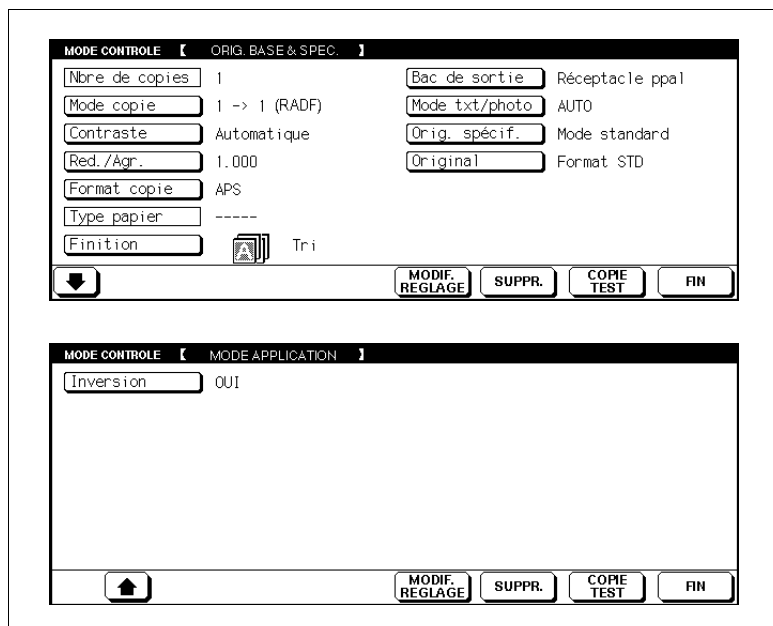 MODE CONTROLE 【 ORIG. BASE & SPEC. 】
Nbre de copies 1
Mode copie 1 -> 1 (RADF)
Contraste Automatique
Red./Agr. 1.000
Format copie APS
Type papier -----
Finition Tri
Bac de sortie Réceptacle ppal
Mode txt/photo AUTO
Orig. spécif. Mode standard
Original Format STD
MODIF. REGLAGE SUPPR. COPIE TEST FIN
MODE CONTROLE 【 MODE APPLICATION 】
Inversion OUI
MODIF. REGLAGE SUPPR. COPIE TEST FIN